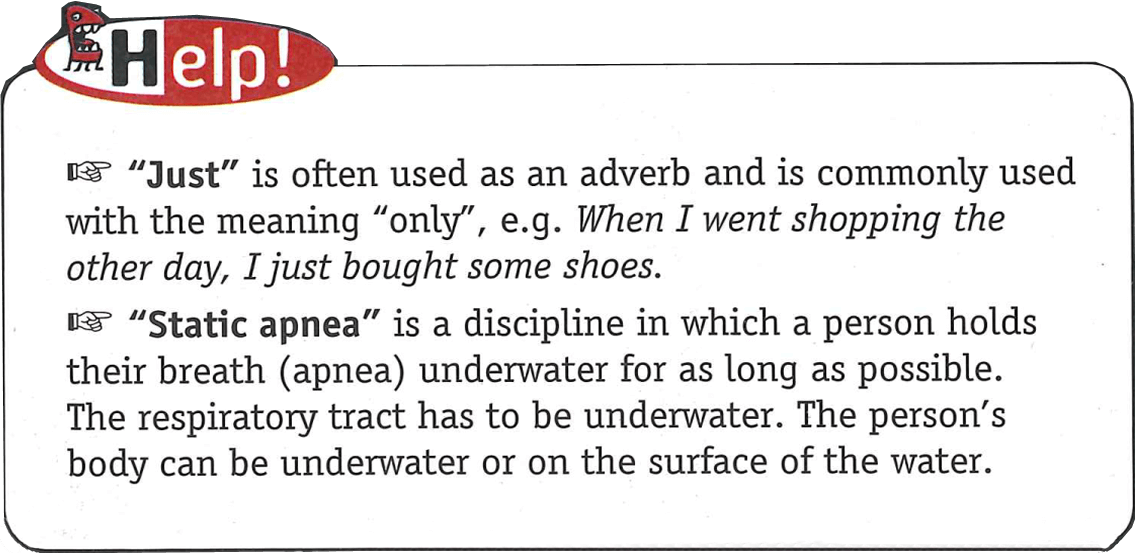 Help!
☞ “Just” is often used as an adverb and is commonly used
with the meaning “only”, e.g. When I went shopping the
other day, I just bought some shoes.
☞ “Static apnea” is a discipline in which a person holds
their breath (apnea) underwater for as long as possible.
The respiratory tract has to be underwater. The person’s
body can be underwater or on the surface of the water.